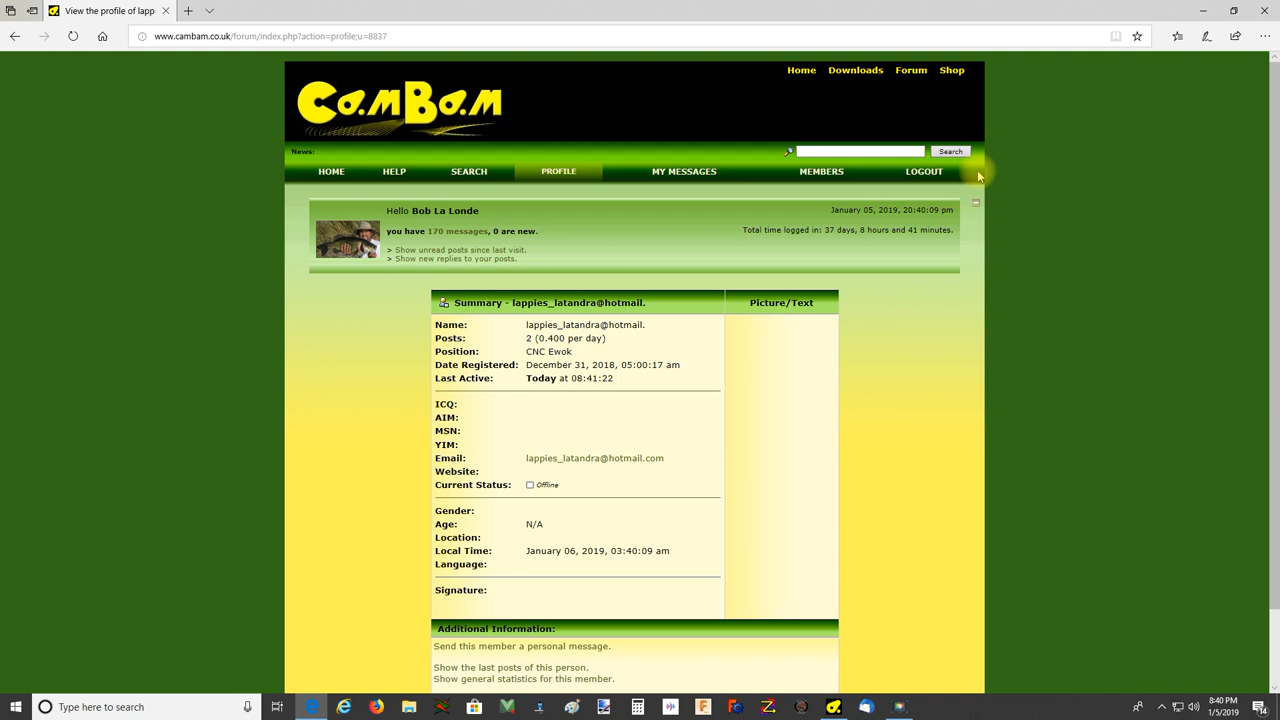 View the profile of lapp
www.cambam.co.uk/forum/index.php?action=profile;u=8837
Home Downloads Forum Shop
CamBam
News:
Search
HOME HELP SEARCH PROFILE MY MESSAGES MEMBERS LOGOUT
Hello Bob La Londe
January 05, 2019, 20:40:09 pm
you have 170 messages, 0 are new.
Total time logged in: 37 days, 8 hours and 41 minutes.
> Show unread posts since last visit.
> Show new replies to your posts.
Summary - lappies_latandra@hotmail. Picture/Text
Name: lappies_latandra@hotmail.
Posts: 2 (0.400 per day)
Position: CNC Ewok
Date Registered: December 31, 2018, 05:00:17 am
Last Active: Today at 08:41:22
ICQ:
AIM:
MSN:
YIM:
Email: lappies_latandra@hotmail.com
Website:
Current Status: Offline
Gender:
Age: N/A
Location:
Local Time: January 06, 2019, 03:40:09 am
Language:
Signature:
Additional Information:
Send this member a personal message.
Show the last posts of this person.
Show general statistics for this member.
Type here to search
8:40 PM
1/5/2019